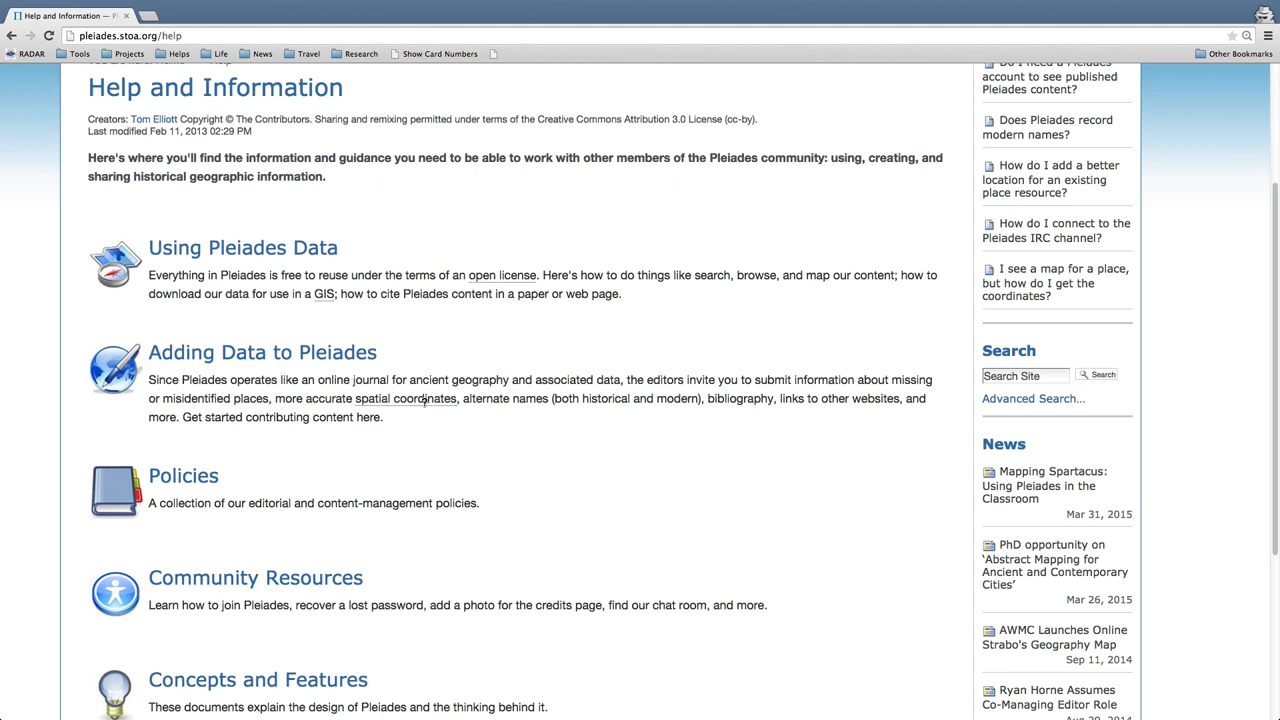 Help and Information — Pl
pleiades.stoa.org/help
RADAR Tools Projects Helps Life News Travel Research Show Card Numbers Other Bookmarks
Help and Information
Creators: Tom Elliott Copyright © The Contributors. Sharing and remixing permitted under terms of the Creative Commons Attribution 3.0 License (cc-by).
Last modified Feb 11, 2013 02:29 PM
Here's where you'll find the information and guidance you need to be able to work with other members of the Pleiades community: using, creating, and
sharing historical geographic information.
Using Pleiades Data
Everything in Pleiades is free to reuse under the terms of an open license. Here's how to do things like search, browse, and map our content; how to
download our data for use in a GIS; how to cite Pleiades content in a paper or web page.
Adding Data to Pleiades
Since Pleiades operates like an online journal for ancient geography and associated data, the editors invite you to submit information about missing
or misidentified places, more accurate spatial coordinates, alternate names (both historical and modern), bibliography, links to other websites, and
more. Get started contributing content here.
Policies
A collection of our editorial and content-management policies.
Community Resources
Learn how to join Pleiades, recover a lost password, add a photo for the credits page, find our chat room, and more.
Concepts and Features
These documents explain the design of Pleiades and the thinking behind it.
Do I need a Pleiades
account to see published
Pleiades content?
Does Pleiades record
modern names?
How do I add a better
location for an existing
place resource?
How do I connect to the
Pleiades IRC channel?
I see a map for a place,
but how do I get the
coordinates?
Search
Search Site Search
Advanced Search...
News
Mapping Spartacus:
Using Pleiades in the
Classroom
Mar 31, 2015
PhD opportunity on
'Abstract Mapping for
Ancient and Contemporary
Cities'
Mar 26, 2015
AWMC Launches Online
Strabo's Geography Map
Sep 11, 2014
Ryan Horne Assumes
Co-Managing Editor Role